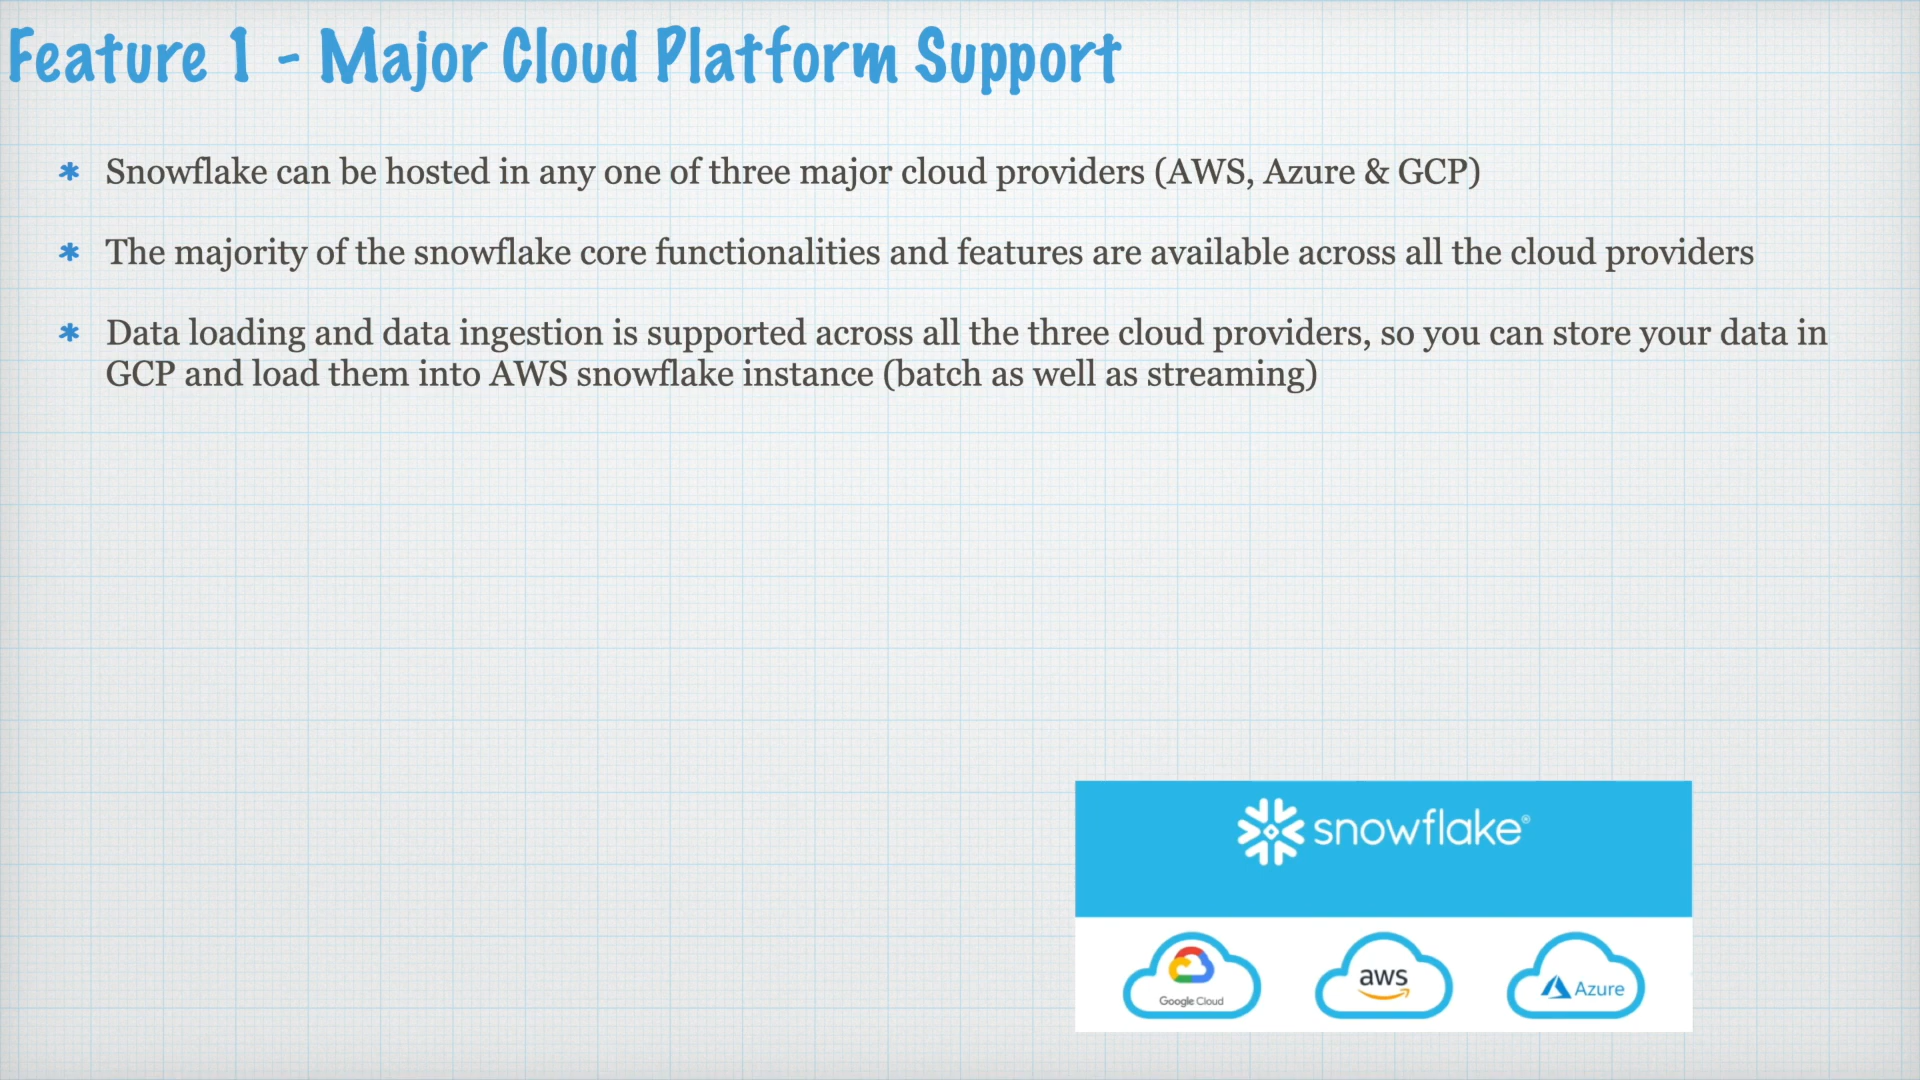 Feature 1 - Major Cloud Platform Support
* Snowflake can be hosted in any one of three major cloud providers (AWS, Azure & GCP)
* The majority of the snowflake core functionalities and features are available across all the cloud providers
* Data loading and data ingestion is supported across all the three cloud providers, so you can store your data in
GCP and load them into AWS snowflake instance (batch as well as streaming)
snowflake®
Google Cloud
aws
Azure